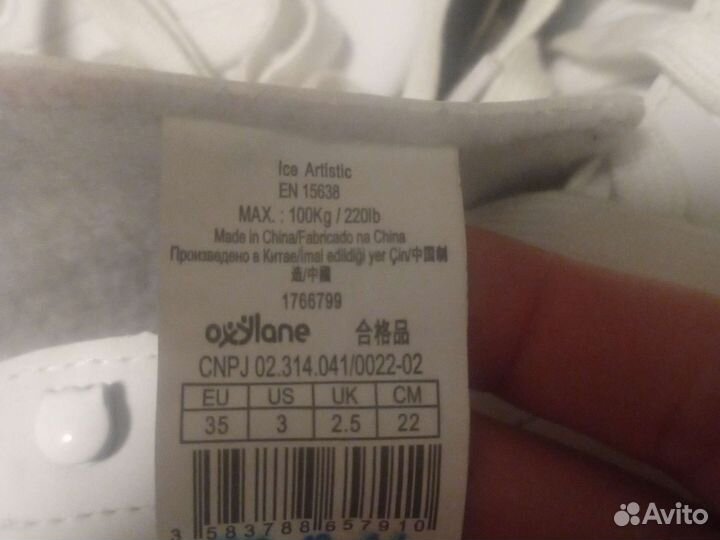 Ice Artistic
EN 15638
MAX. : 100Kg / 220lb
Made in China/Fabricado na China
Произведено в Китае/İmal edildiği yer Çin/中国制
造/中國
1766799
oxylane 合格品
CNPJ 02.314.041/0022-02
EU US UK CM
35 3 2.5 22
3 583788 657910
Avito